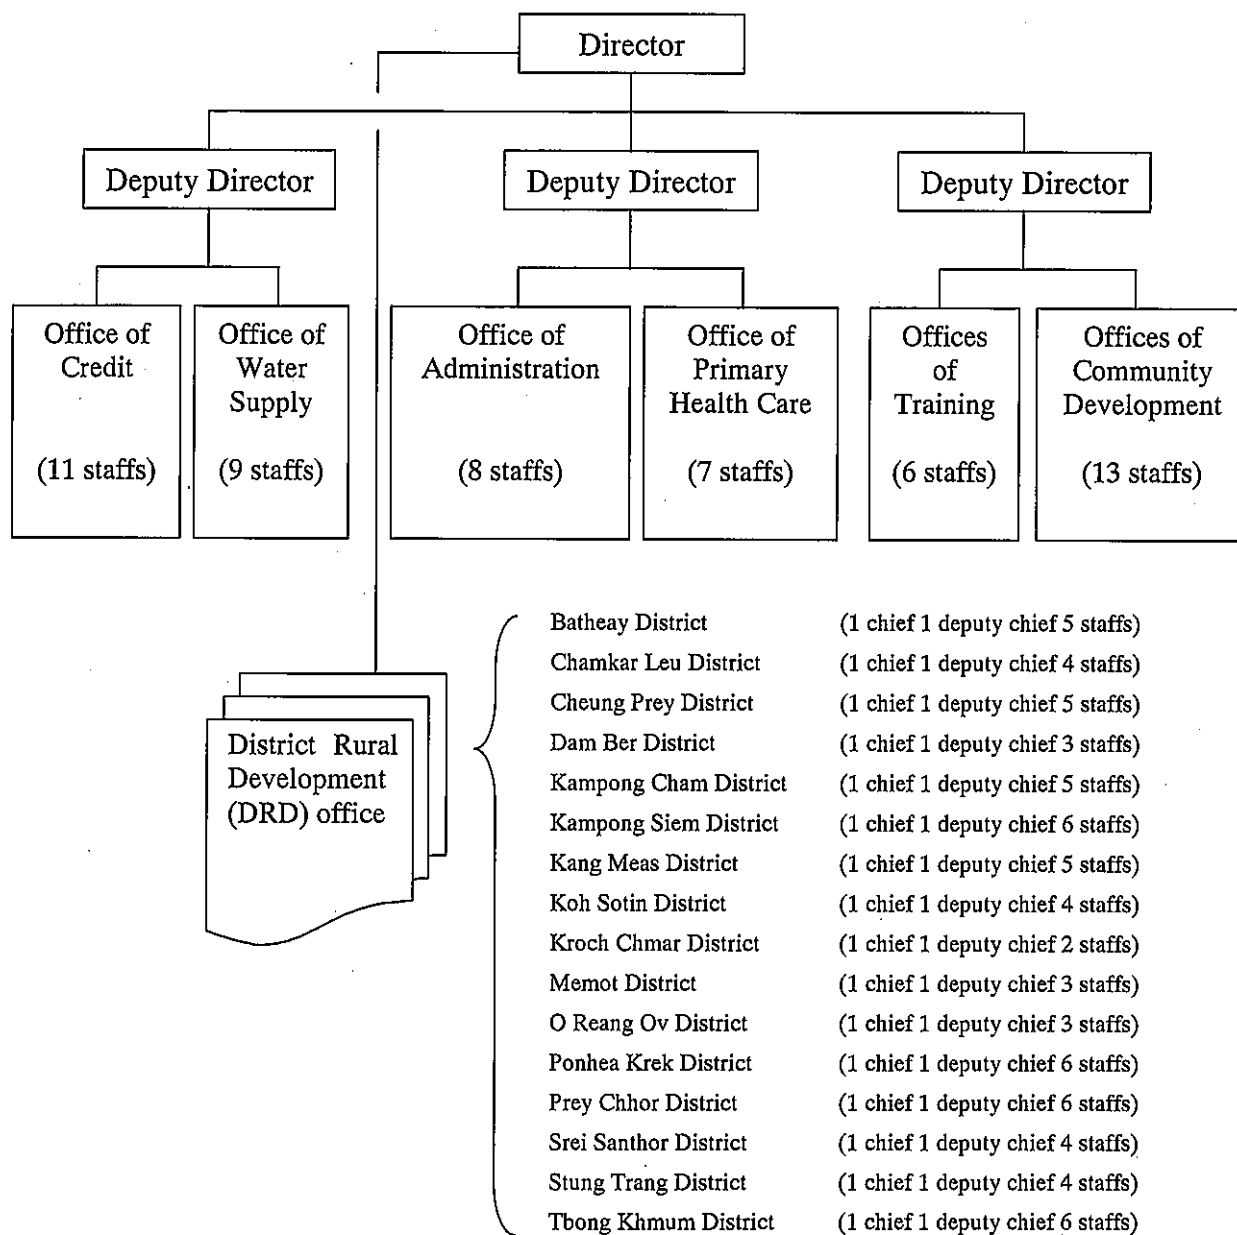 Director
Deputy Director
Deputy Director
Deputy Director
Office of
Credit
(11 staffs)
Office of
Water
Supply
(9 staffs)
Office of
Administration
(8 staffs)
Office of
Primary
Health Care
(7 staffs)
Offices
of
Training
(6 staffs)
Offices of
Community
Development
(13 staffs)
District Rural
Development
(DRD) office
Batheay District (1 chief 1 deputy chief 5 staffs)
Chamkar Leu District (1 chief 1 deputy chief 4 staffs)
Cheung Prey District (1 chief 1 deputy chief 5 staffs)
Dam Ber District (1 chief 1 deputy chief 3 staffs)
Kampong Cham District (1 chief 1 deputy chief 5 staffs)
Kampong Siem District (1 chief 1 deputy chief 6 staffs)
Kang Meas District (1 chief 1 deputy chief 5 staffs)
Koh Sotin District (1 chief 1 deputy chief 4 staffs)
Kroch Chmar District (1 chief 1 deputy chief 2 staffs)
Memot District (1 chief 1 deputy chief 3 staffs)
O Reang Ov District (1 chief 1 deputy chief 3 staffs)
Ponhea Krek District (1 chief 1 deputy chief 6 staffs)
Prey Chhor District (1 chief 1 deputy chief 6 staffs)
Srei Santhor District (1 chief 1 deputy chief 4 staffs)
Stung Trang District (1 chief 1 deputy chief 4 staffs)
Tbong Khmum District (1 chief 1 deputy chief 6 staffs)